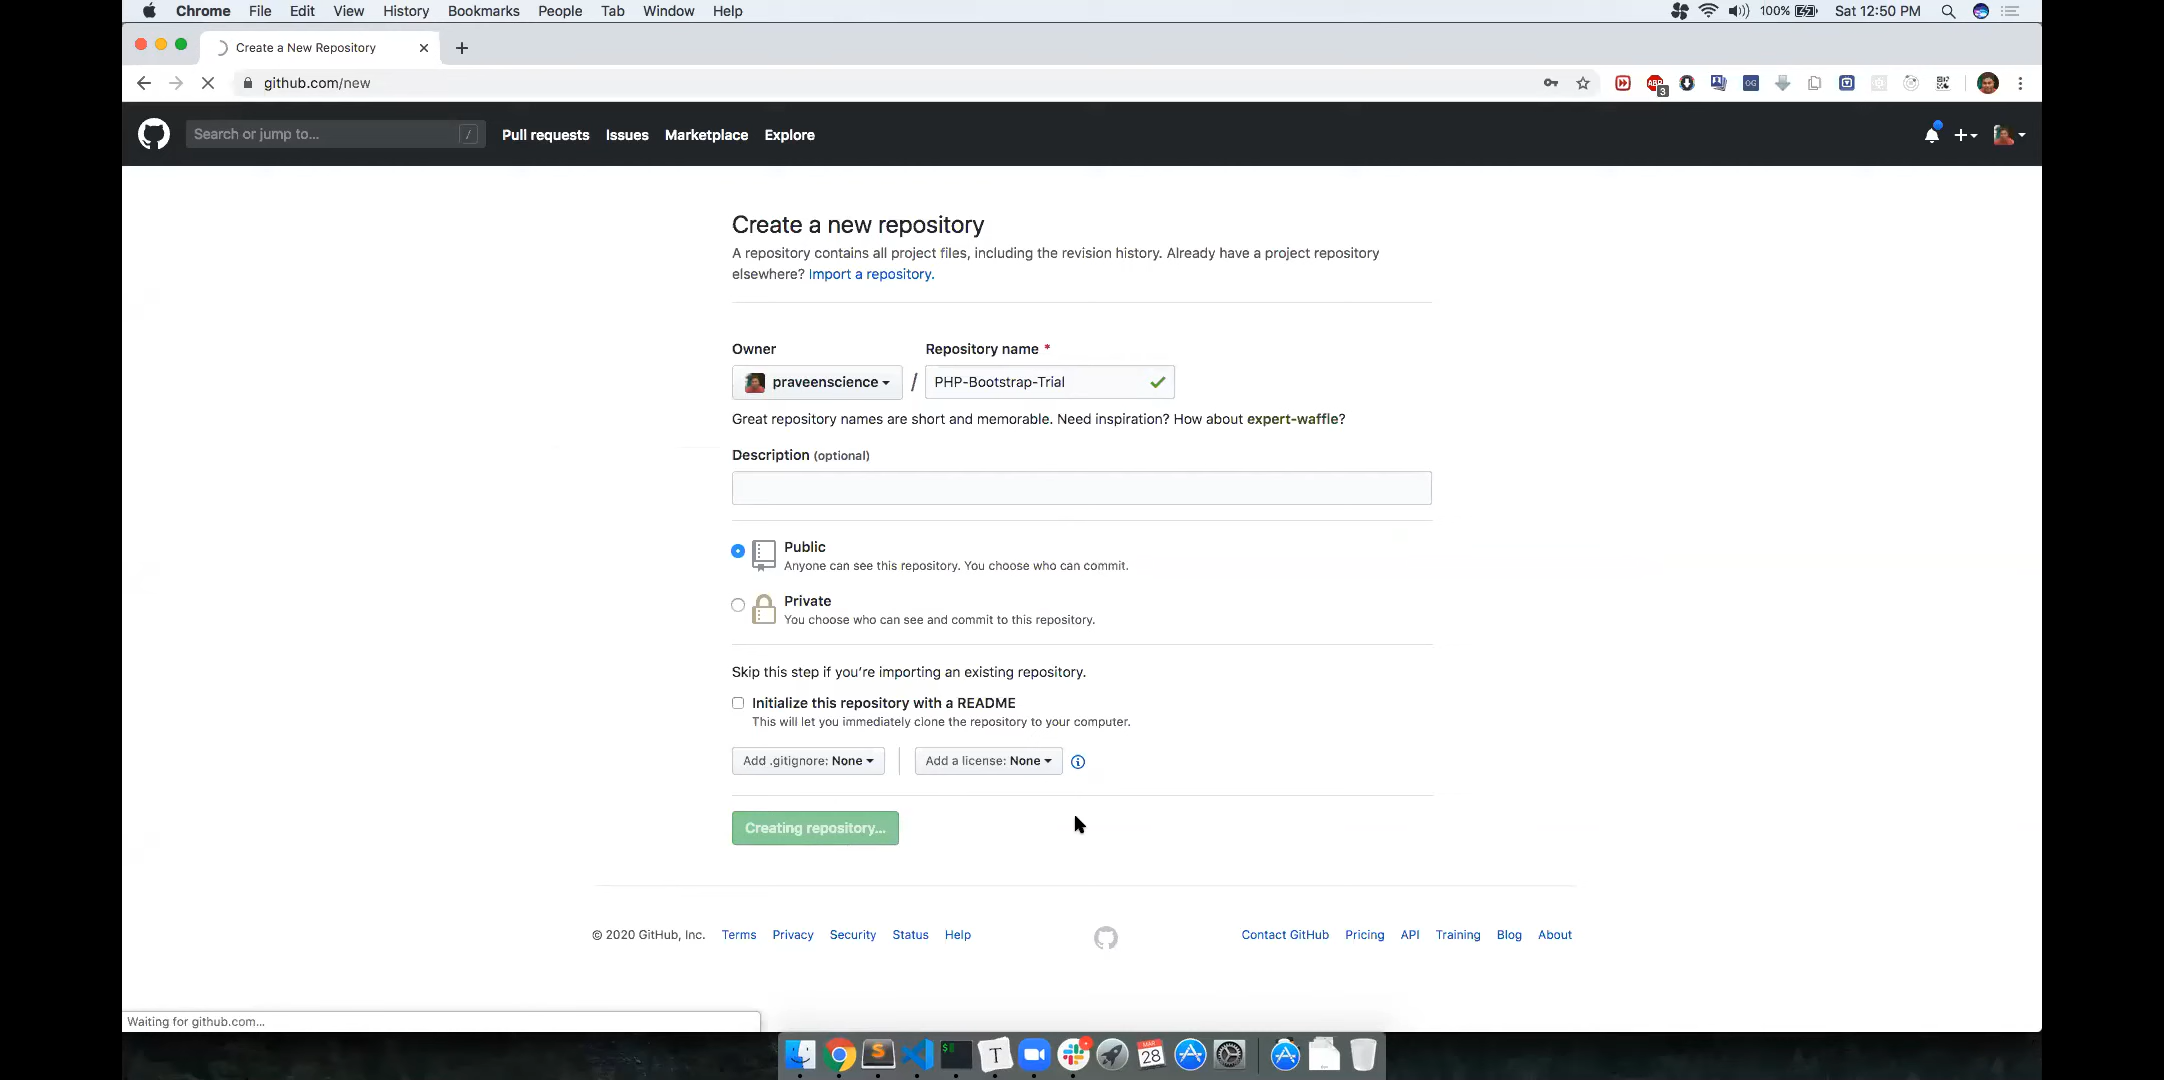 Chrome File Edit View History Bookmarks People Tab Window Help 100% Sat 12:50 PM
Create a New Repository
github.com/new
ABP 3 OG
Search or jump to... / Pull requests Issues Marketplace Explore
Create a new repository
A repository contains all project files, including the revision history. Already have a project repository
elsewhere? Import a repository.
Owner Repository name *
praveenscience / PHP-Bootstrap-Trial
Great repository names are short and memorable. Need inspiration? How about expert-waffle?
Description (optional)
Public
Anyone can see this repository. You choose who can commit.
Private
You choose who can see and commit to this repository.
Skip this step if you’re importing an existing repository.
Initialize this repository with a README
This will let you immediately clone the repository to your computer.
Add .gitignore: None Add a license: None
Creating repository...
© 2020 GitHub, Inc. Terms Privacy Security Status Help Contact GitHub Pricing API Training Blog About
Waiting for github.com...
S $ T MAR 28